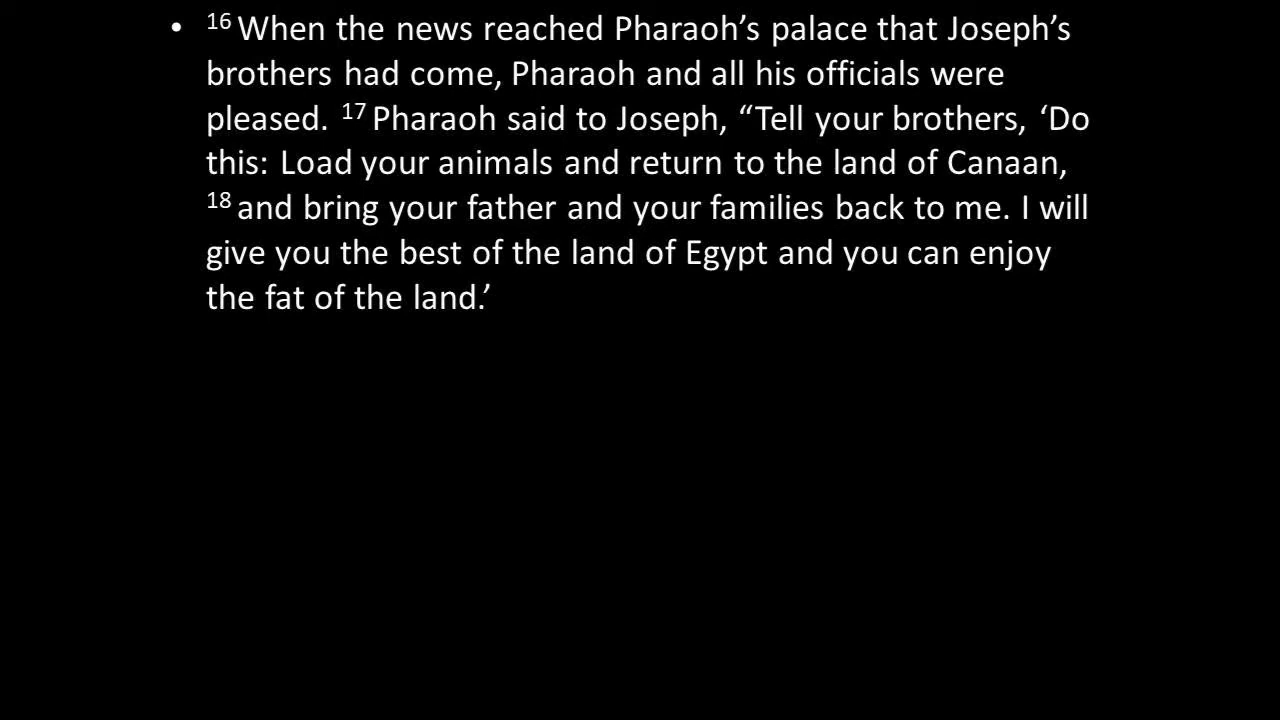 • 16 When the news reached Pharaoh’s palace that Joseph’s
brothers had come, Pharaoh and all his officials were
pleased. 17 Pharaoh said to Joseph, “Tell your brothers, ‘Do
this: Load your animals and return to the land of Canaan,
18 and bring your father and your families back to me. I will
give you the best of the land of Egypt and you can enjoy
the fat of the land.’